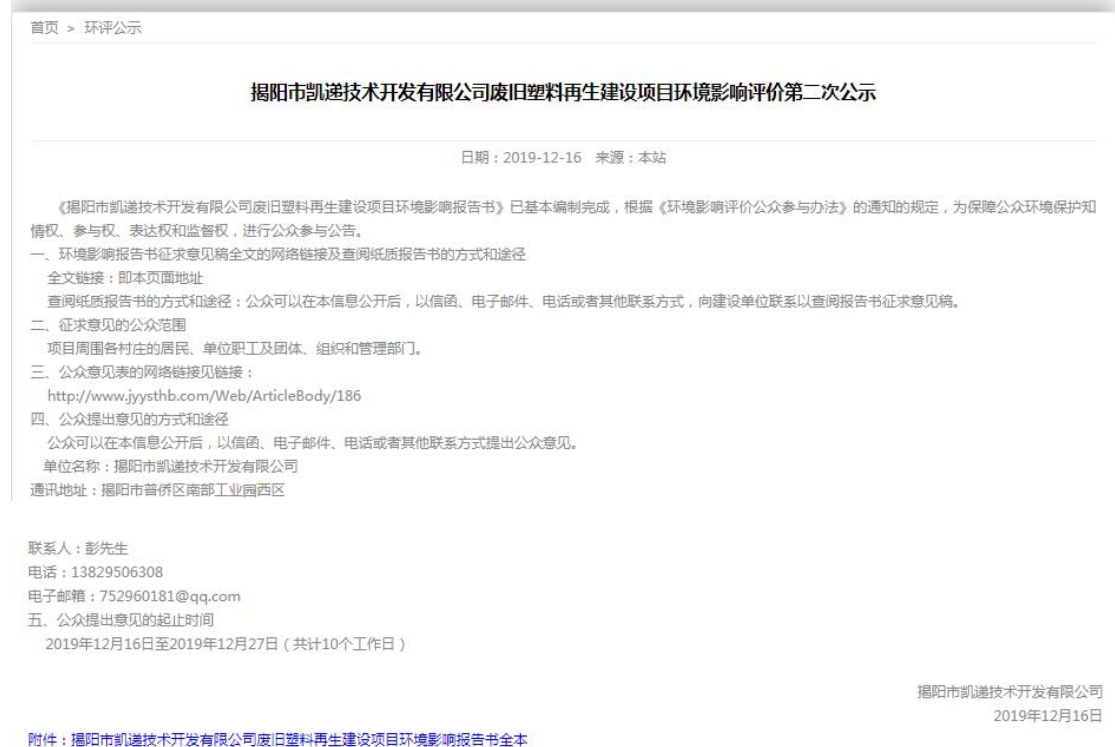 首页 > 环评公示
揭阳市凯递技术开发有限公司废旧塑料再生建设项目环境影响评价第二次公示
日期：2019-12-16 来源：本站
《揭阳市凯递技术开发有限公司废旧塑料再生建设项目环境影响报告书》已基本编制完成，根据《环境影响评价公众参与办法》的通知的规定，为保障公众环境保护知
情权、参与权、表达权和监督权，进行公众参与公告。
一、环境影响报告书征求意见稿全文的网络链接及查阅纸质报告书的方式和途径
全文链接：即本页面地址
查阅纸质报告书的方式和途径：公众可以在本信息公开后，以信函、电子邮件、电话或者其他联系方式，向建设单位联系以查阅报告书征求意见稿。
二、征求意见的公众范围
项目周围各村庄的居民、单位职工及团体、组织和管理部门。
三、公众意见表的网络链接见链接：
http://www.jyysthb.com/Web/ArticleBody/186
四、公众提出意见的方式和途径
公众可以在本信息公开后，以信函、电子邮件、电话或者其他联系方式提出公众意见。
单位名称：揭阳市凯递技术开发有限公司
通讯地址：揭阳市普侨区南部工业园西区
联系人：彭先生
电话：13829506308
电子邮箱：752960181@qq.com
五、公众提出意见的起止时间
2019年12月16日至2019年12月27日（共计10个工作日）
揭阳市凯递技术开发有限公司
2019年12月16日
附件：揭阳市凯递技术开发有限公司废旧塑料再生建设项目环境影响报告书全本